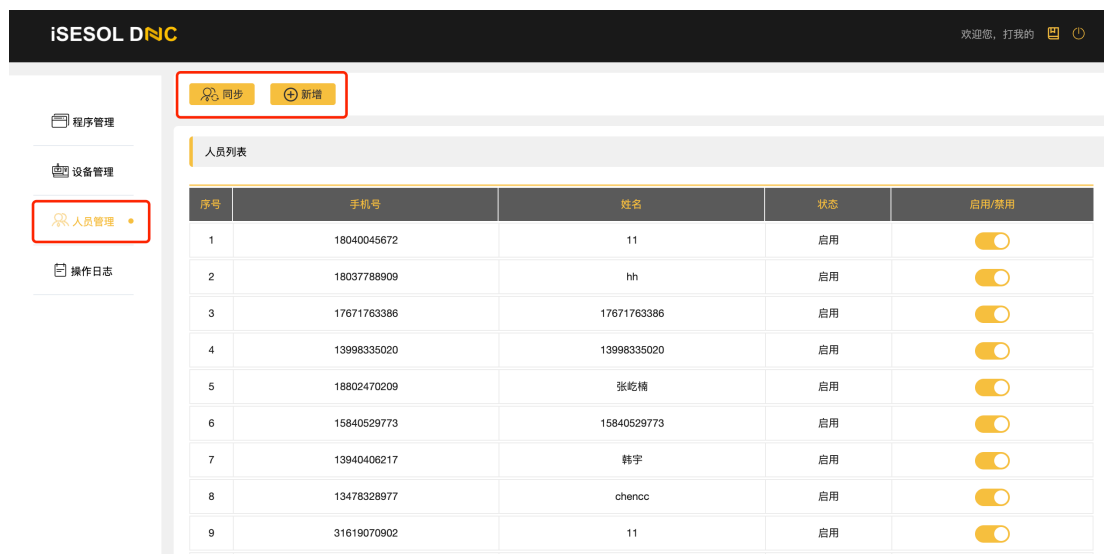 iSESOL DNC
欢迎您，打我的
同步 新增
程序管理
设备管理
人员管理
操作日志
人员列表
序号 手机号 姓名 状态 启用/禁用
1 18040045672 11 启用
2 18037788909 hh 启用
3 17671763386 17671763386 启用
4 13998335020 13998335020 启用
5 18802470209 张屹楠 启用
6 15840529773 15840529773 启用
7 13940406217 韩宇 启用
8 13478328977 chencc 启用
9 31619070902 11 启用